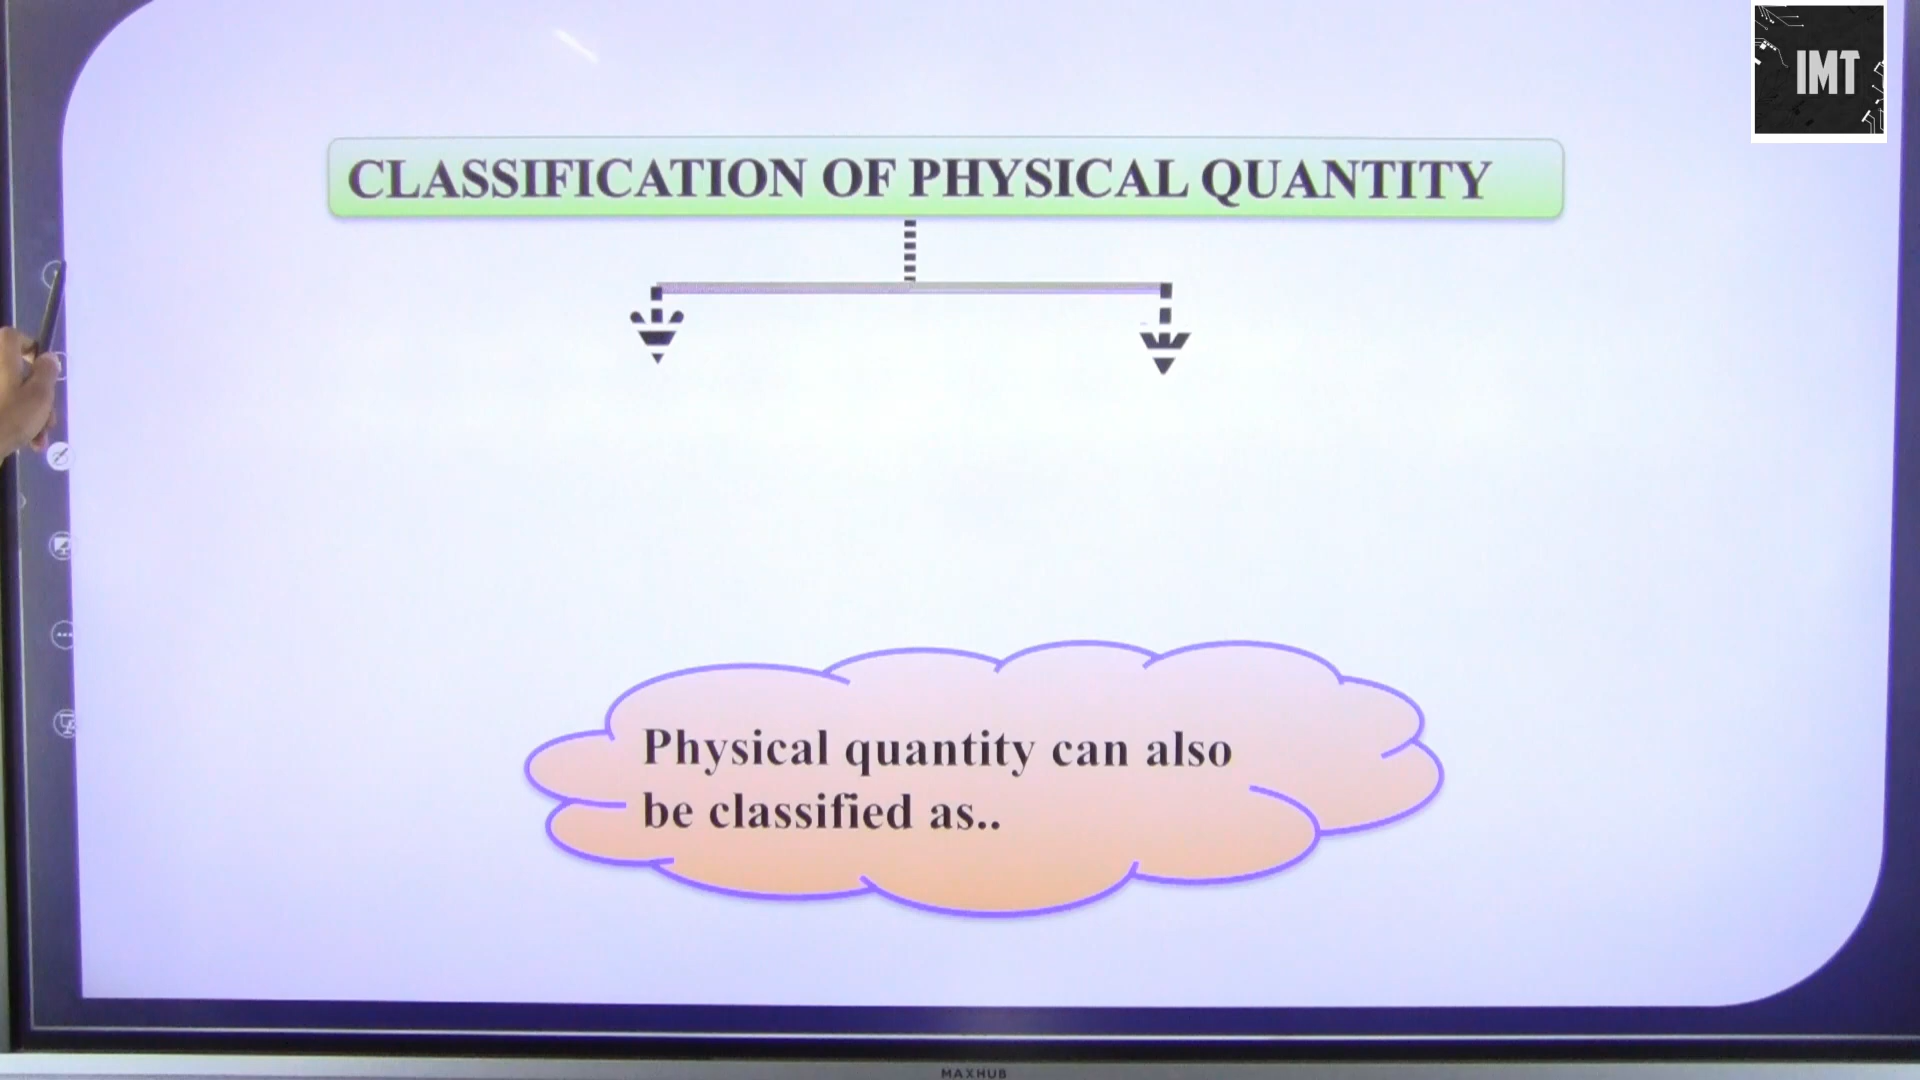 IMT
CLASSIFICATION OF PHYSICAL QUANTITY
Physical quantity can also
be classified as..
MAXHUB